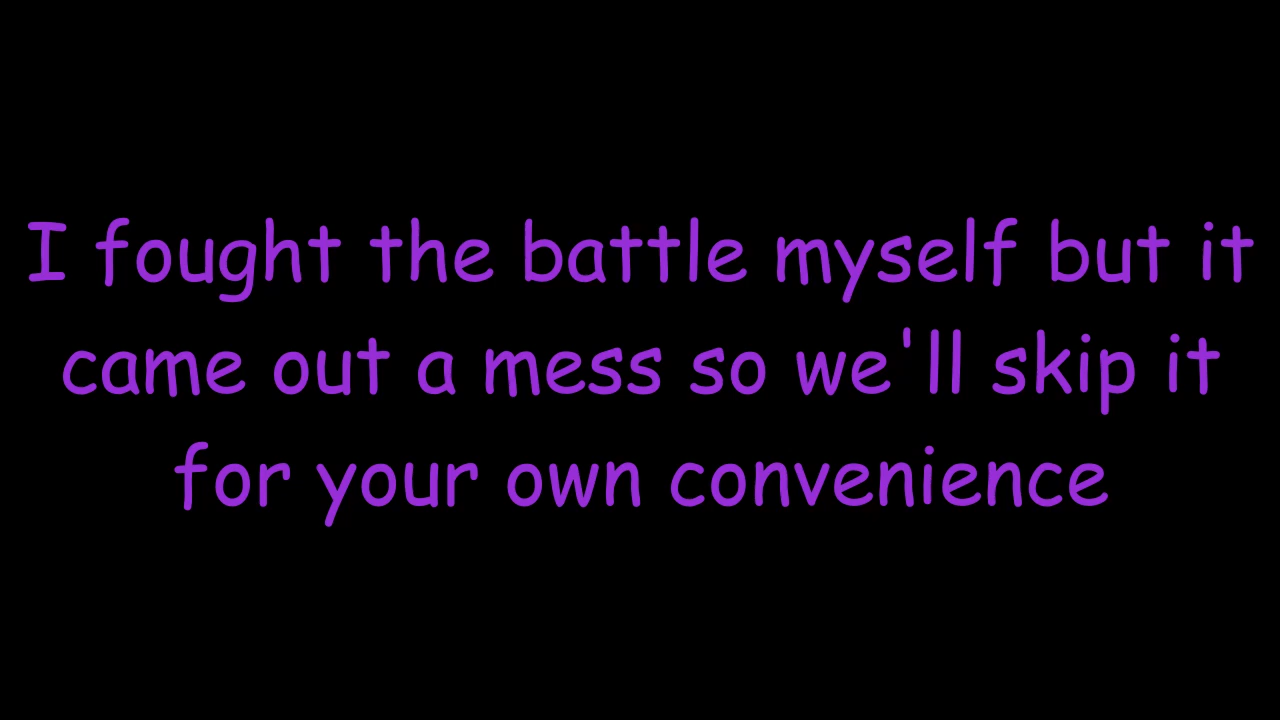 I fought the battle myself but it
came out a mess so we'll skip it
for your own convenience